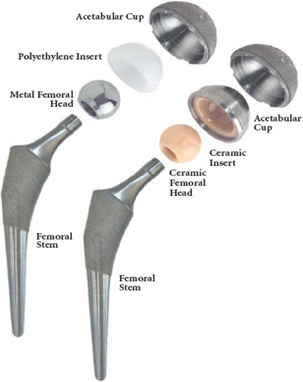 Acetabular Cup
Polyethylene Insert
Metal Femoral
Head
Acetabular
Cup
Ceramic
Insert
Ceramic
Femoral
Head
Femoral
Stem
Femoral
Stem